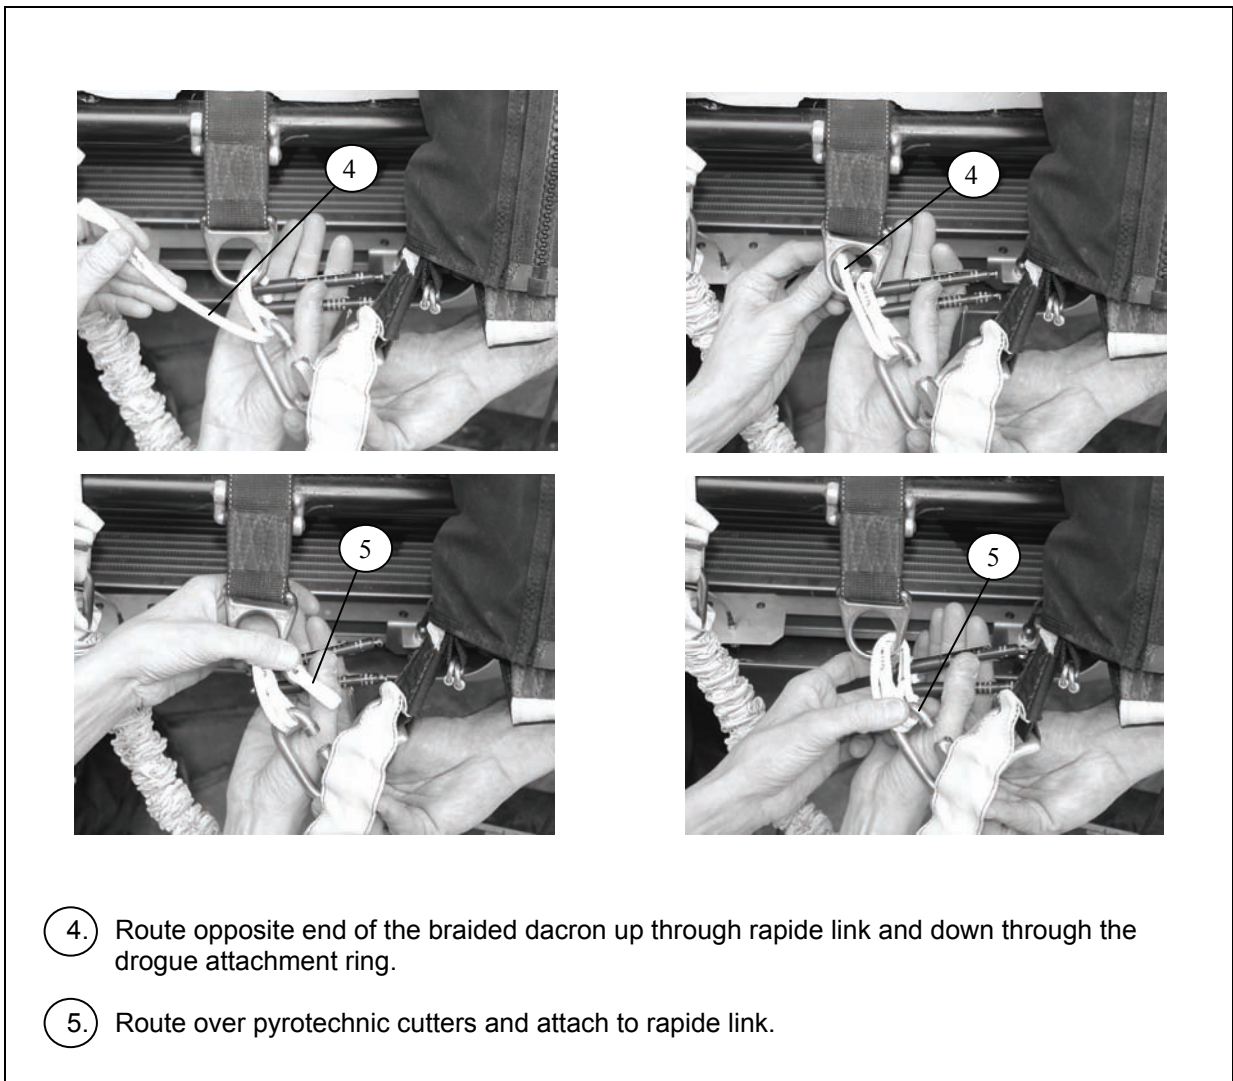 4
4
5
5
4. Route opposite end of the braided dacron up through rapide link and down through the
drogue attachment ring.
5. Route over pyrotechnic cutters and attach to rapide link.